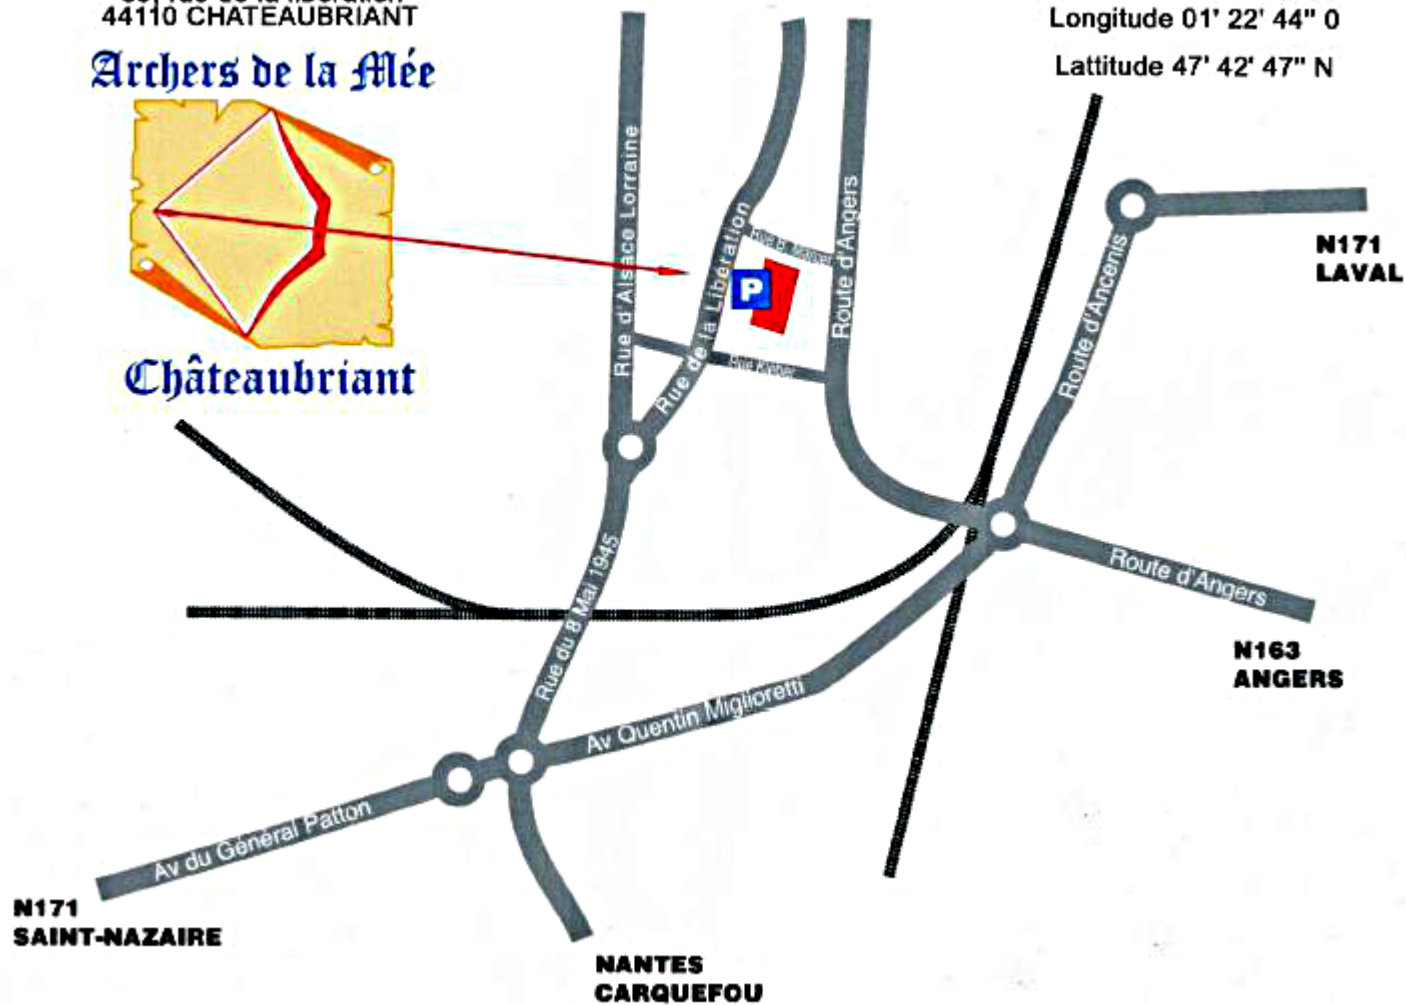 44110 CHATEAUBRIANT
Archers de la Mée
Châteaubriant
Longitude 01' 22' 44" O
Lattitude 47' 42' 47" N
Rue d'Alsace Lorraine
Rue de la Libération
Route d'Angers
P
Rue Kleber
Route d'Ancenis
N171
LAVAL
Route d'Angers
N163
ANGERS
Rue du 8 Mai 1945
Av Quentin Miglioretti
Av du Général Patton
N171
SAINT-NAZAIRE
NANTES
CARQUEFOU